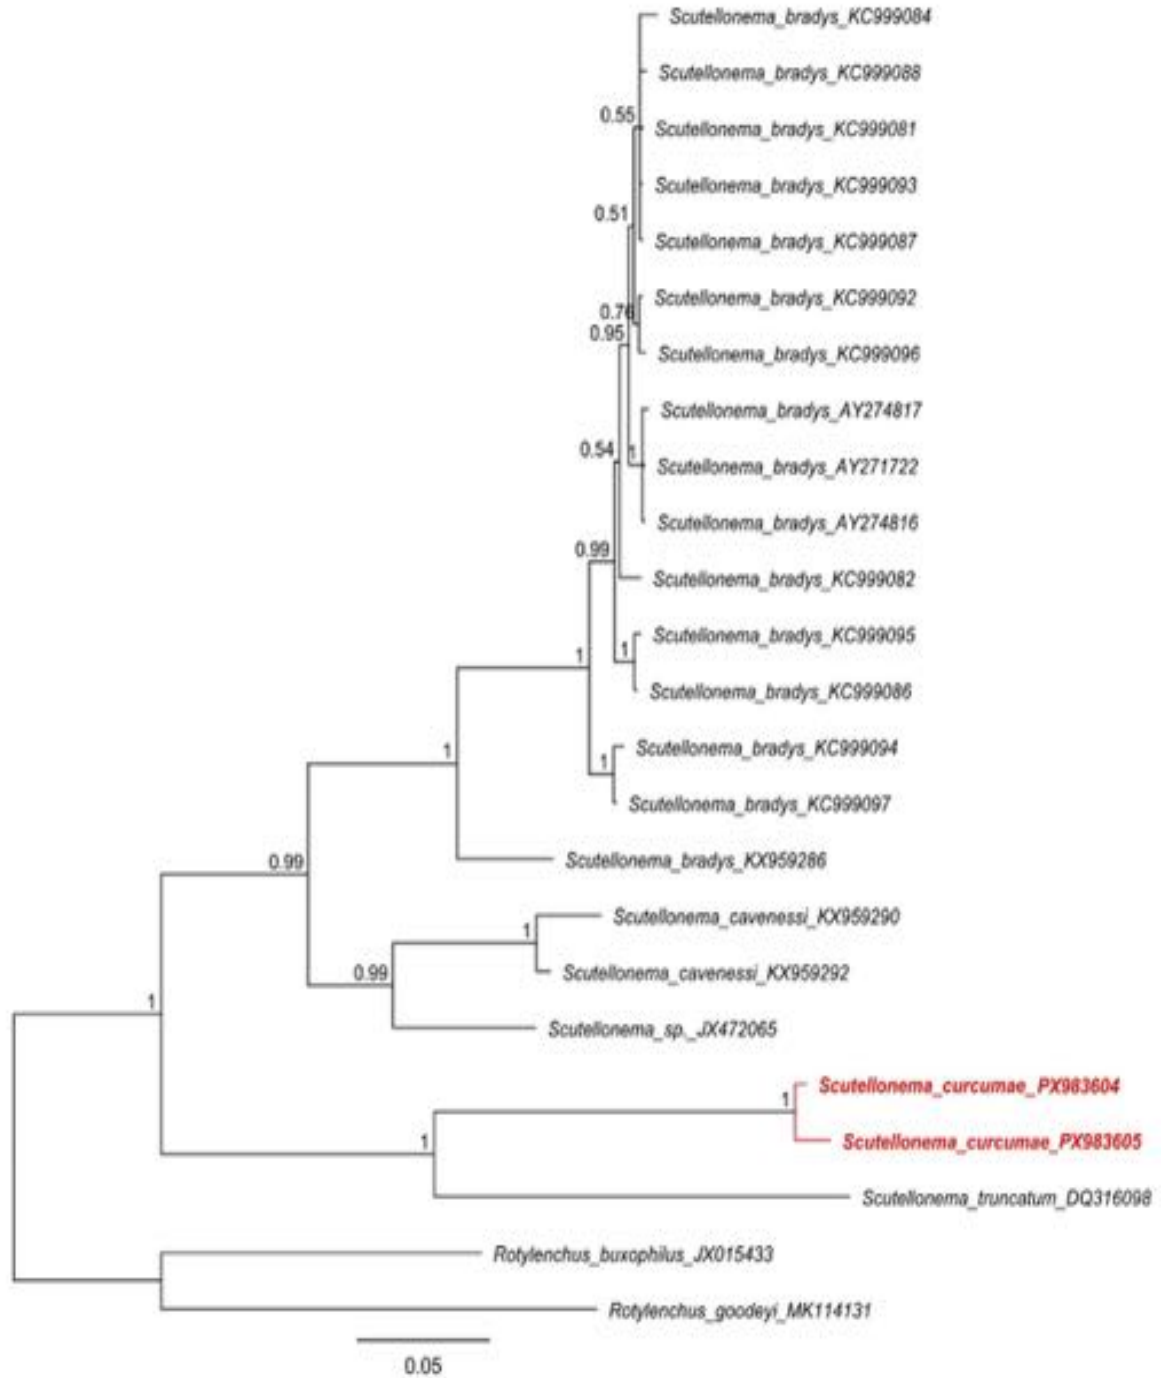 Scutellonema_bradys_KC999084
Scutellonema_bradys_KC999088
0.55
Scutellonema_bradys_KC999081
Scutellonema_bradys_KC999093
0.51
Scutellonema_bradys_KC999087
Scutellonema_bradys_KC999092
0.76
0.95
Scutellonema_bradys_KC999096
Scutellonema_bradys_AY274817
0.54
1
Scutellonema_bradys_AY271722
Scutellonema_bradys_AY274816
0.99
Scutellonema_bradys_KC999082
Scutellonema_bradys_KC999095
1
1
Scutellonema_bradys_KC999086
1
Scutellonema_bradys_KC999094
1
Scutellonema_bradys_KC999097
0.99
Scutellonema_bradys_KX959286
Scutellonema_cavenessi_KX959290
1
0.99
Scutellonema_cavenessi_KX959292
1
Scutellonema_sp._JX472065
Scutellonema_curcumae_PX983604
1
1
Scutellonema_curcumae_PX983605
Scutellonema_truncatum_DQ316098
Rotylenchus_buxophilus_JX015433
Rotylenchus_goodeyi_MK114131
0.05